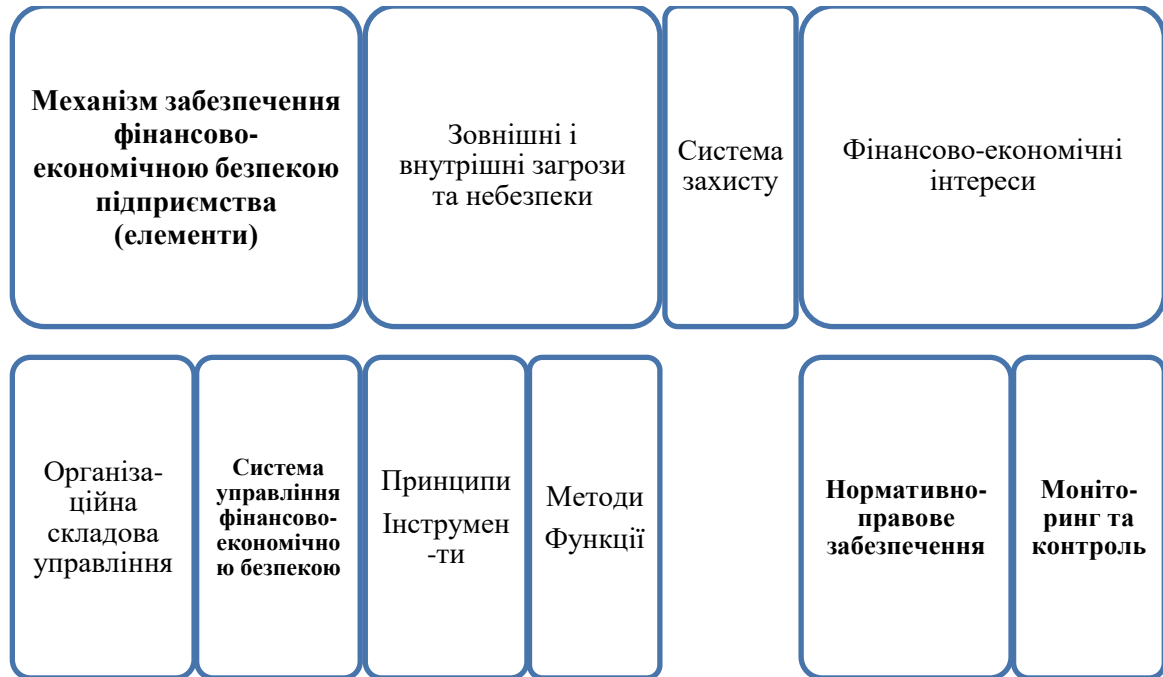 Механізм забезпечення
фінансово-
економічною безпекою
підприємства
(елементи)
Зовнішні і
внутрішні загрози
та небезпеки
Система
захисту
Фінансово-економічні
інтереси
Організа-
ційна
складова
управління
Система
управління
фінансово-
економічно
ю безпекою
Принципи
Інструмен
-ти
Методи
Функції
Нормативно-
правове
забезпечення
Моніто-
ринг та
контроль